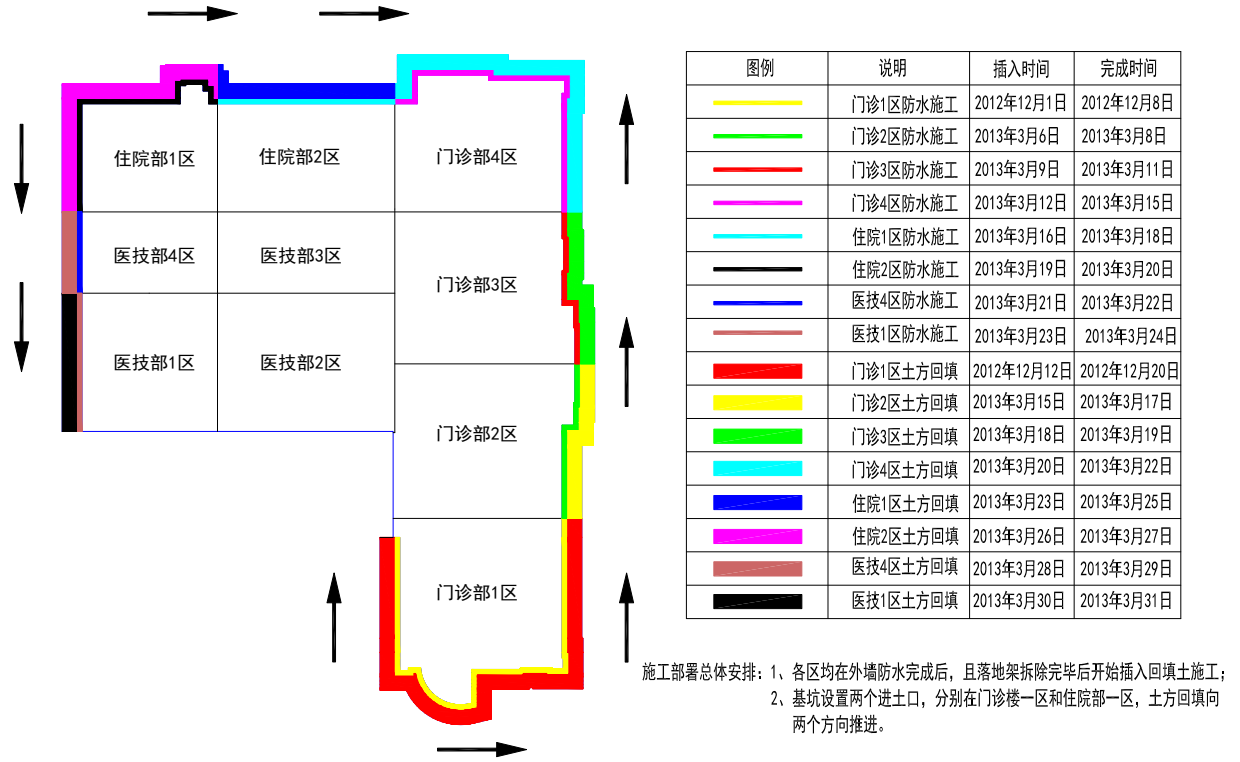 住院部1区
住院部2区
门诊部4区
医技部4区
医技部3区
门诊部3区
医技部1区
医技部2区
门诊部2区
门诊部1区
图例 说明 插入时间 完成时间
门诊1区防水施工 2012年12月1日 2012年12月8日
门诊2区防水施工 2013年3月6日 2013年3月8日
门诊3区防水施工 2013年3月9日 2013年3月11日
门诊4区防水施工 2013年3月12日 2013年3月15日
住院1区防水施工 2013年3月16日 2013年3月18日
住院2区防水施工 2013年3月19日 2013年3月20日
医技4区防水施工 2013年3月21日 2013年3月22日
医技1区防水施工 2013年3月23日 2013年3月24日
门诊1区土方回填 2012年12月12日 2012年12月20日
门诊2区土方回填 2013年3月15日 2013年3月17日
门诊3区土方回填 2013年3月18日 2013年3月19日
门诊4区土方回填 2013年3月20日 2013年3月22日
住院1区土方回填 2013年3月23日 2013年3月25日
住院2区土方回填 2013年3月26日 2013年3月27日
医技4区土方回填 2013年3月28日 2013年3月29日
医技1区土方回填 2013年3月30日 2013年3月31日
施工部署总体安排：1、各区均在外墙防水完成后，且落地架拆除完毕后开始插入回填土施工；
2、基坑设置两个进土口，分别在门诊楼一区和住院部一区，土方回填向
两个方向推进。